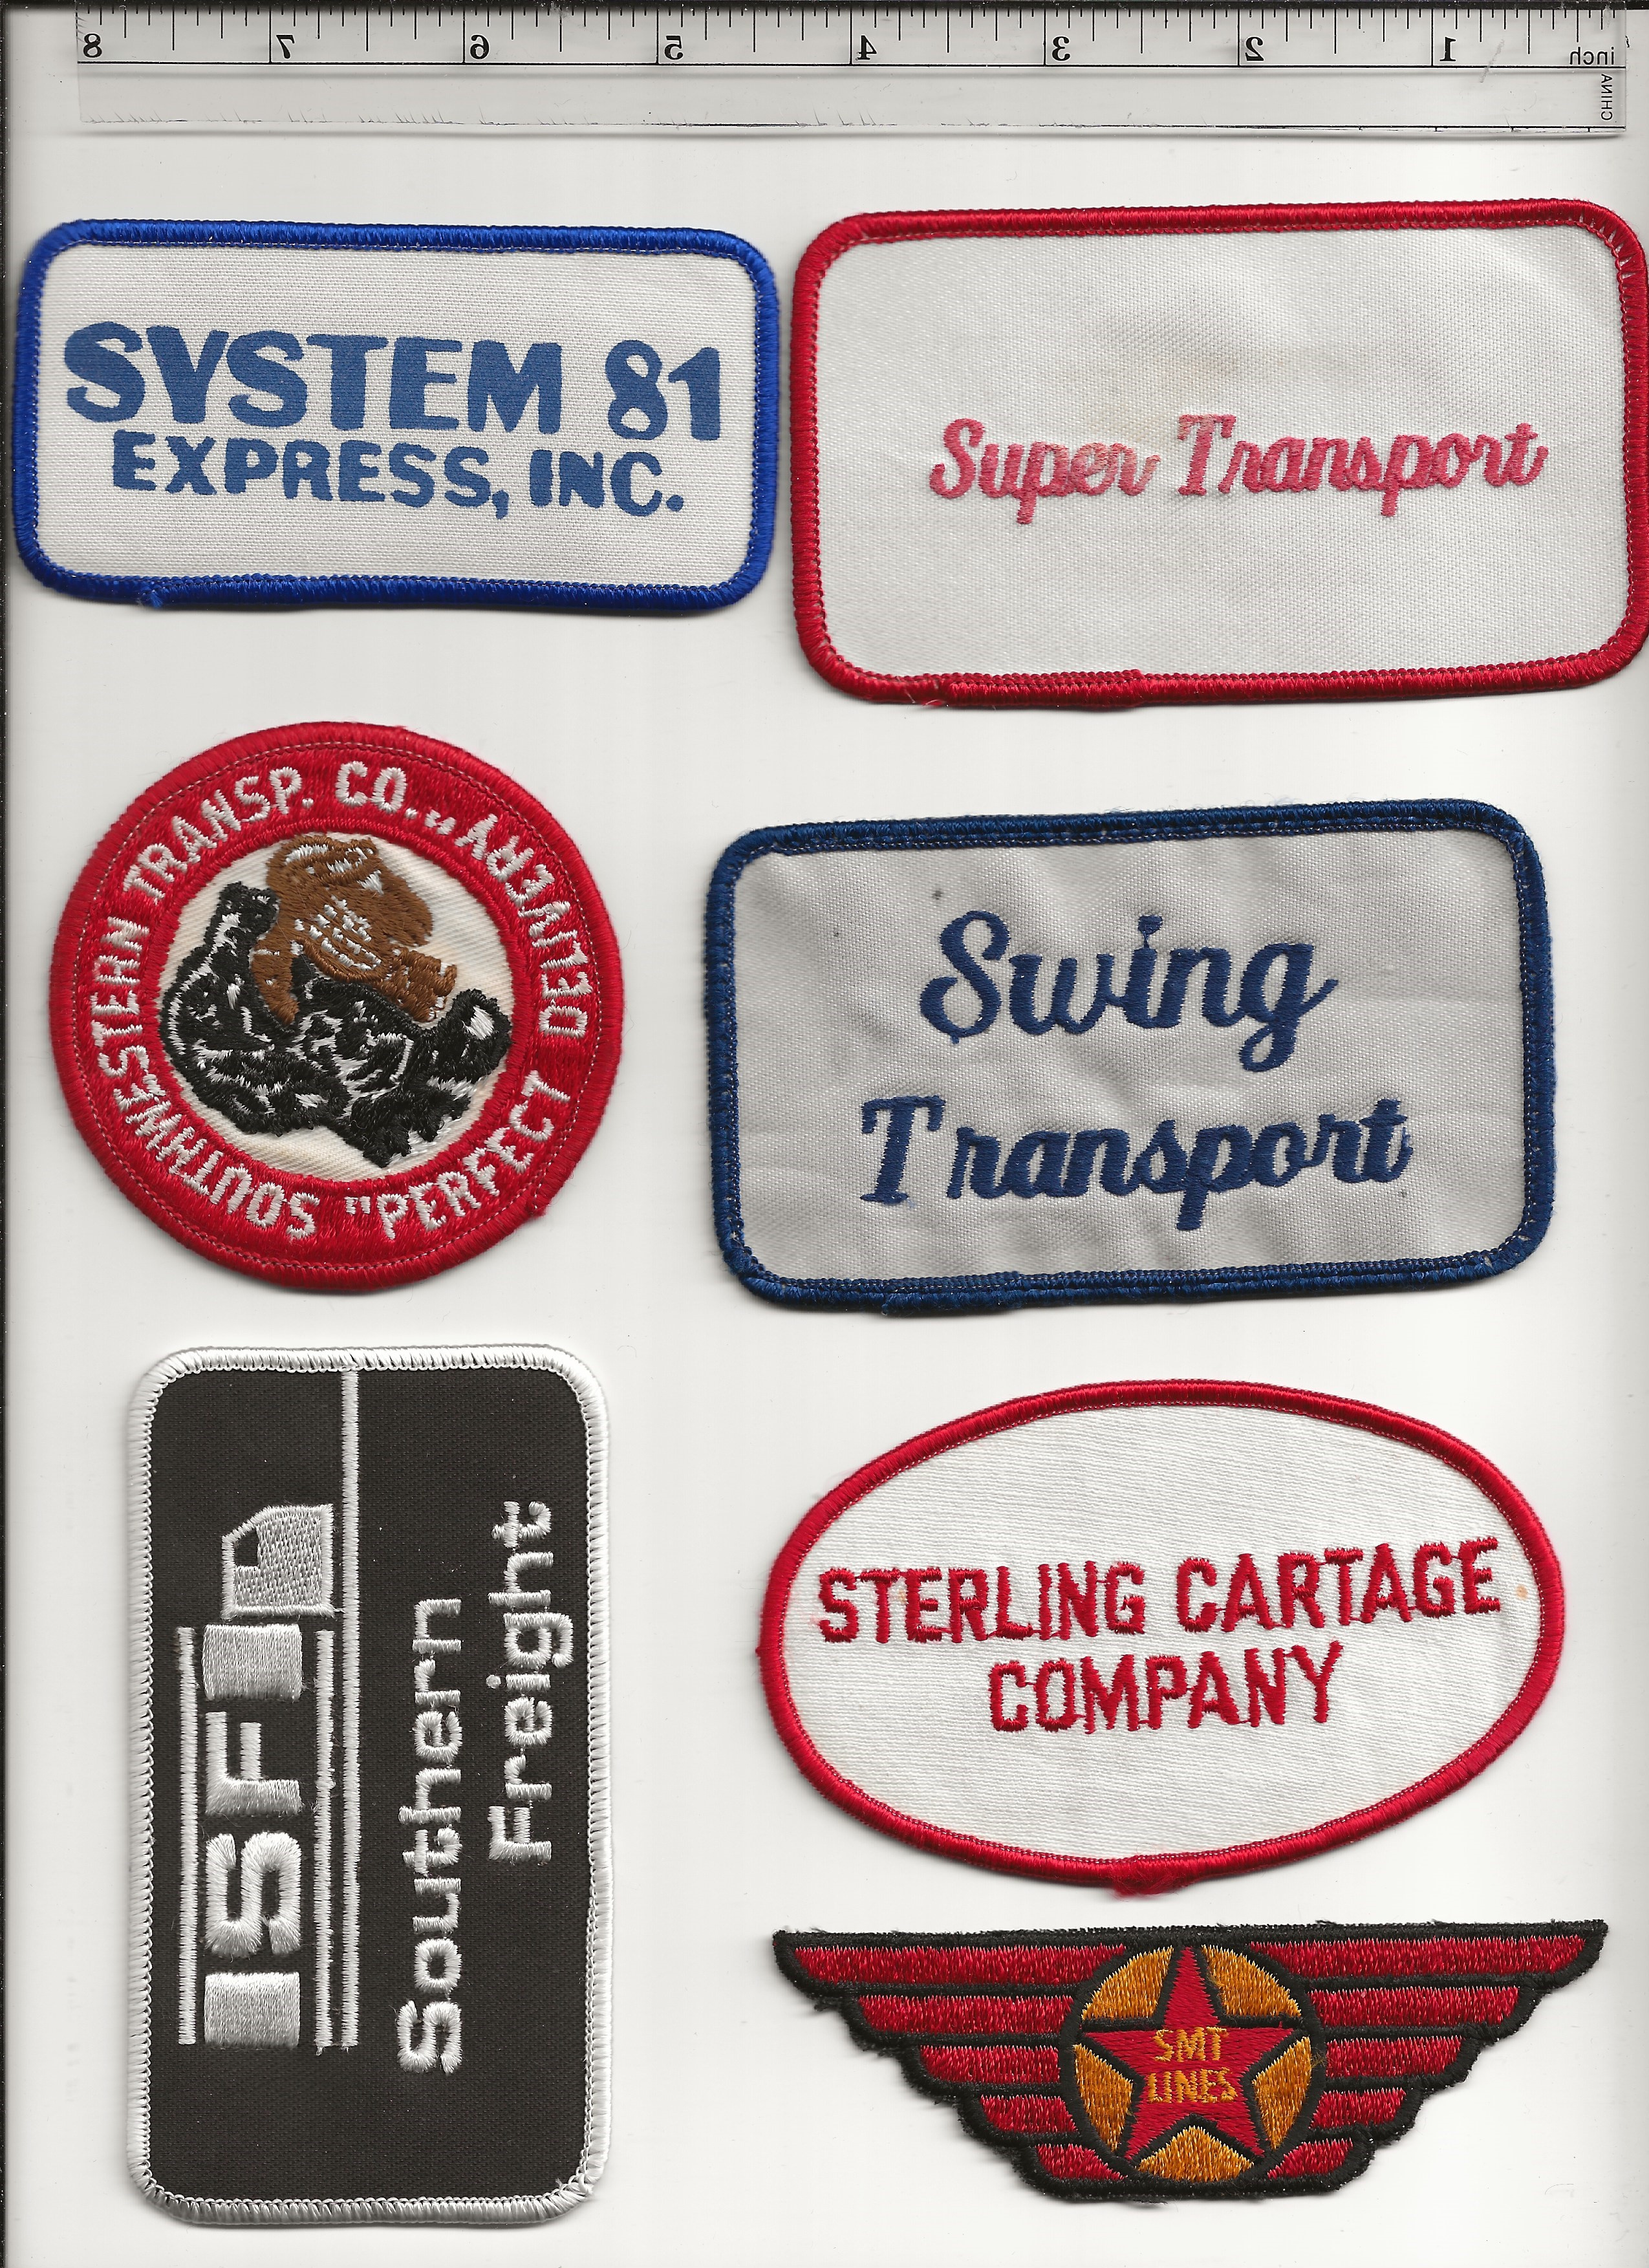 8 7 6 5 4 3 2 1 inch
CHINA
SYSTEM 81
EXPRESS, INC.
Super Transport
SOUTHWESTERN TRANSP. CO...
"PERFECT DELIVERY"
Swing
Transport
SF
Southern
Freight
STERLING CARTAGE
COMPANY
SMT
LINES